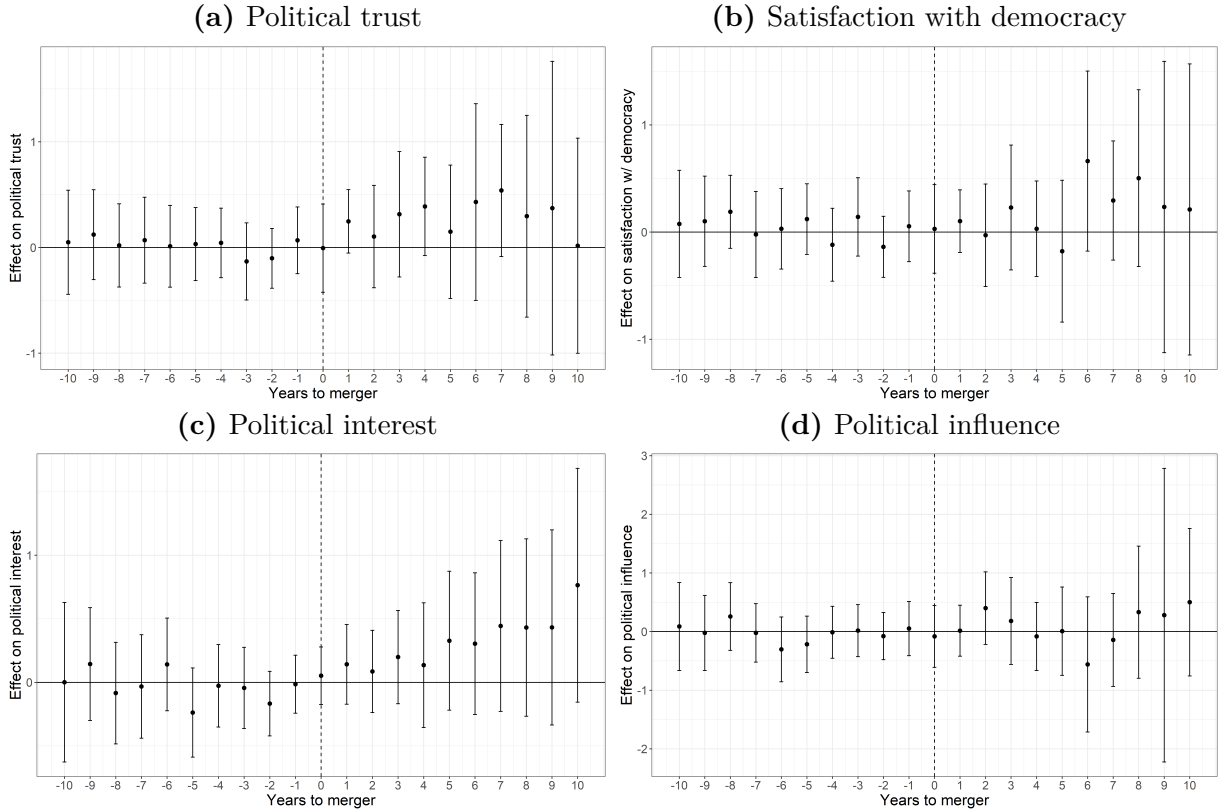 (a) Political trust
Effect on political trust
1
0
-1
-10 -9 -8 -7 -6 -5 -4 -3 -2 -1 0 1 2 3 4 5 6 7 8 9 10
Years to merger
(b) Satisfaction with democracy
Effect on satisfaction w/ democracy
1
0
-1
-10 -9 -8 -7 -6 -5 -4 -3 -2 -1 0 1 2 3 4 5 6 7 8 9 10
Years to merger
(c) Political interest
Effect on political interest
1
0
-10 -9 -8 -7 -6 -5 -4 -3 -2 -1 0 1 2 3 4 5 6 7 8 9 10
Years to merger
(d) Political influence
Effect on political influence
3
2
1
0
-1
-2
-10 -9 -8 -7 -6 -5 -4 -3 -2 -1 0 1 2 3 4 5 6 7 8 9 10
Years to merger